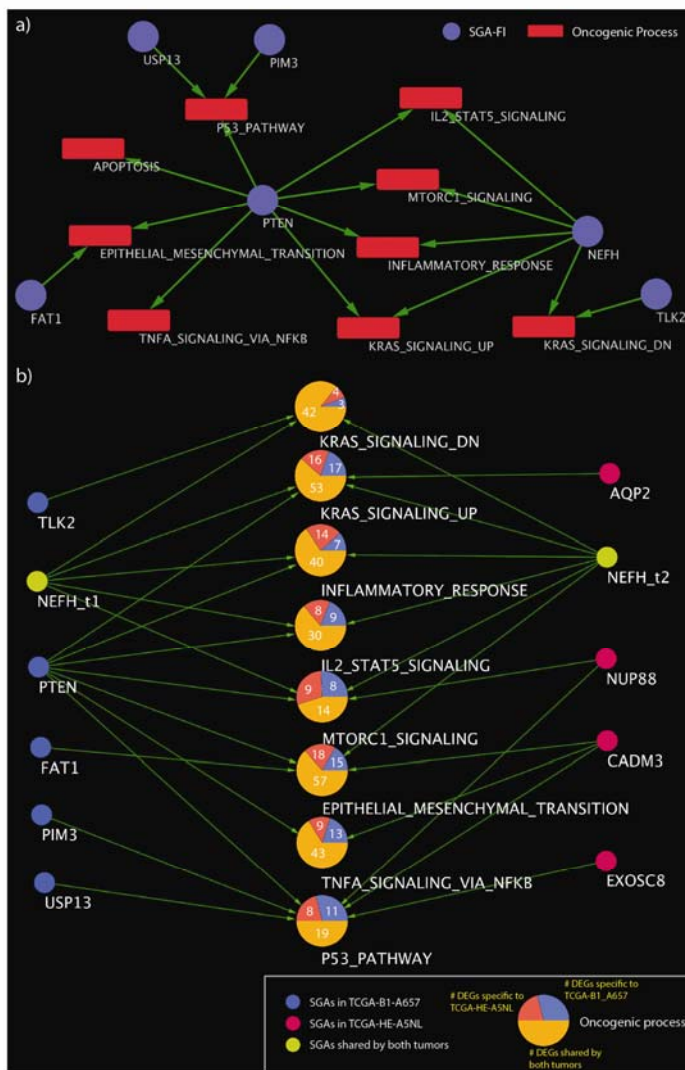 a)
SGA-FI
Oncogenic Process
USP13
PIM3
P53_PATHWAY
IL2_STAT5_SIGNALING
APOPTOSIS
MTORC1_SIGNALING
PTEN
EPITHELIAL_MESENCHYMAL_TRANSITION
INFLAMMATORY_RESPONSE
NEFH
FAT1
TNFA_SIGNALING_VIA_NFKB
KRAS_SIGNALING_UP
KRAS_SIGNALING_DN
TLK2
b)
4
42
3
KRAS_SIGNALING_DN
16
17
53
KRAS_SIGNALING_UP
TLK2
AQP2
14
7
40
INFLAMMATORY_RESPONSE
NEFH_t1
NEFH_t2
8
9
30
IL2_STAT5_SIGNALING
PTEN
NUP88
9
8
14
MTORC1_SIGNALING
FAT1
CADM3
18
15
57
EPITHELIAL_MESENCHYMAL_TRANSITION
PIM3
9
13
43
TNFA_SIGNALING_VIA_NFKB
USP13
EXOSC8
8
11
19
P53_PATHWAY
SGAs in TCGA-B1-A657
SGAs in TCGA-HE-A5NL
SGAs shared by both tumors
# DEGs specific to
TCGA-HE-A5NL
# DEGs specific to
TCGA-B1_A657
Oncogenic process
# DEGs shared by
both tumors